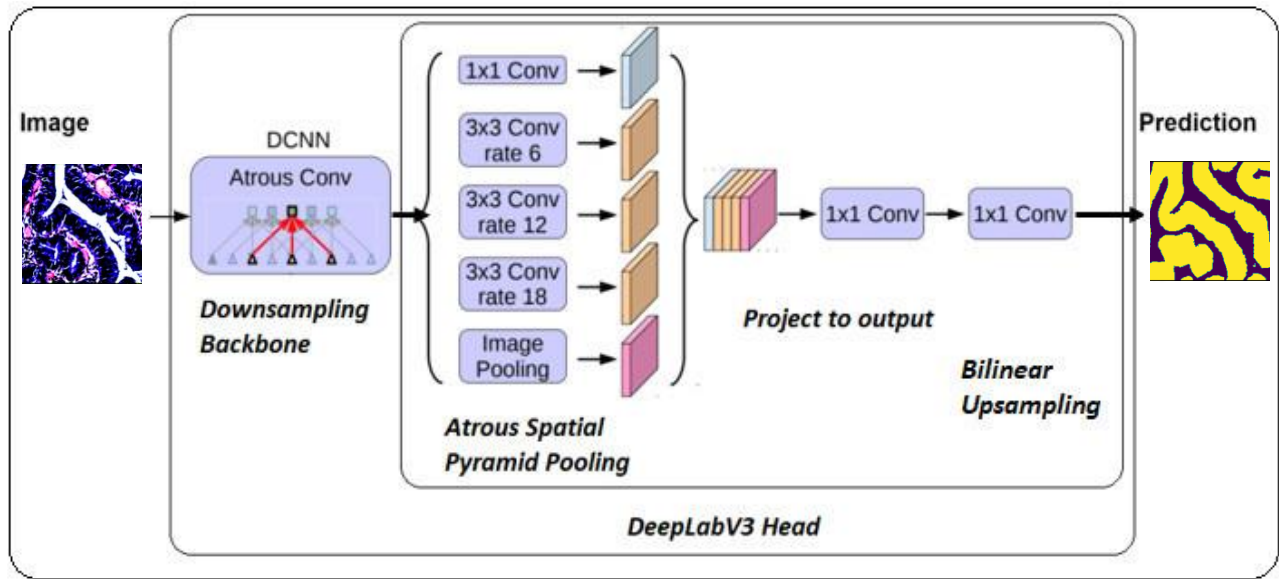 Image
DCNN
Atrous Conv
Downsampling
Backbone
1x1 Conv
3x3 Conv
rate 6
3x3 Conv
rate 12
3x3 Conv
rate 18
Image
Pooling
Atrous Spatial
Pyramid Pooling
1x1 Conv
1x1 Conv
Project to output
Bilinear
Upsampling
DeepLabV3 Head
Prediction